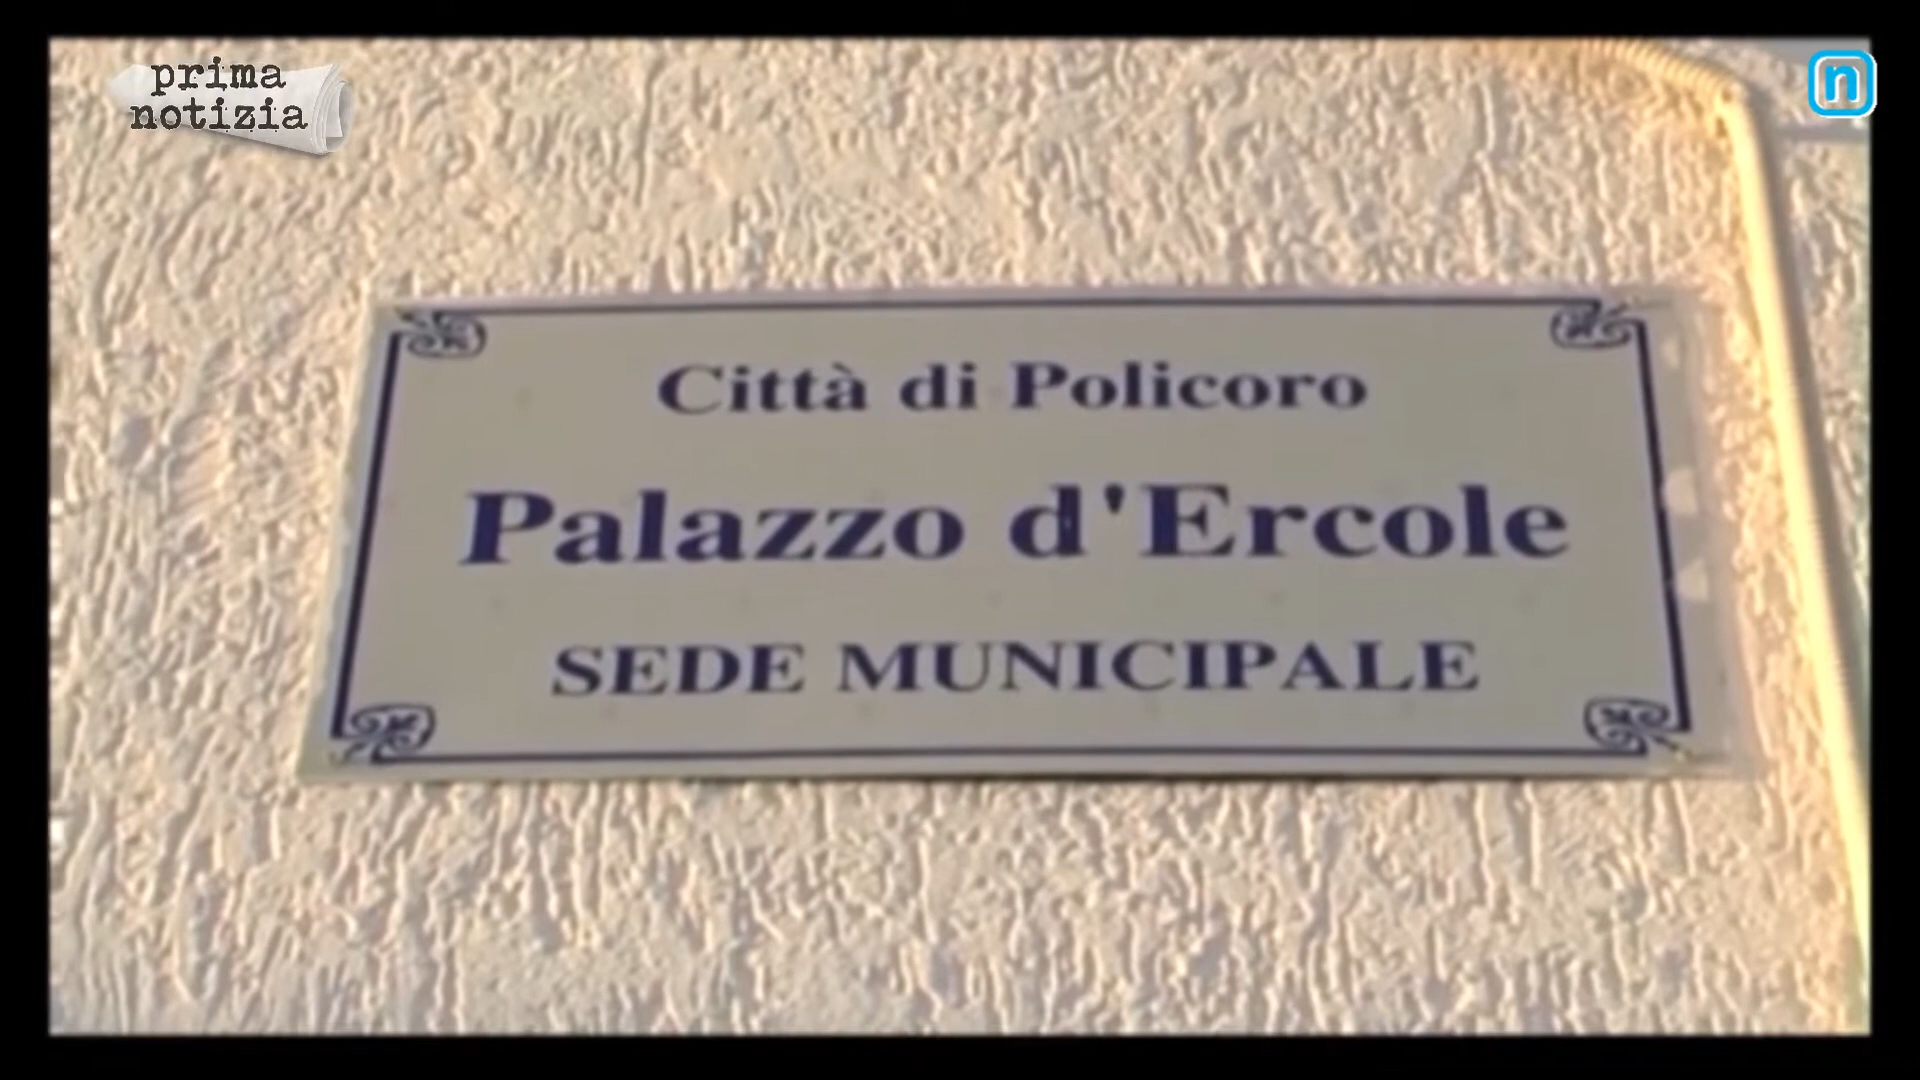 prima
notizia
n
Città di Policoro
Palazzo d'Ercole
SEDE MUNICIPALE